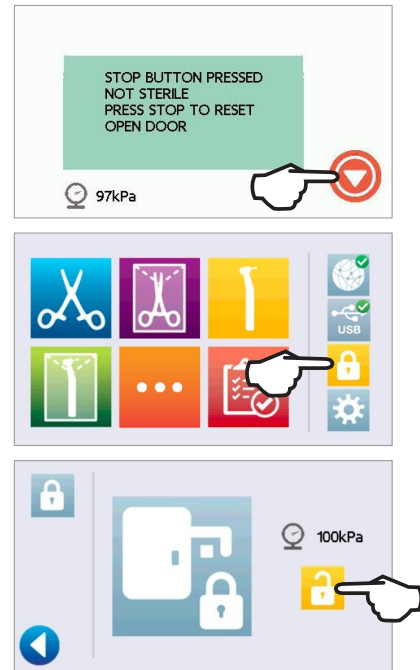 STOP BUTTON PRESSED
NOT STERILE
PRESS STOP TO RESET
OPEN DOOR
97kPa
USB
100kPa